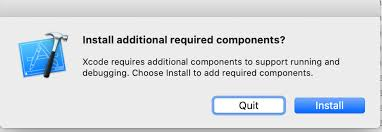 Install additional required components?
Xcode requires additional components to support running and
debugging. Choose Install to add required components.
Quit
Install